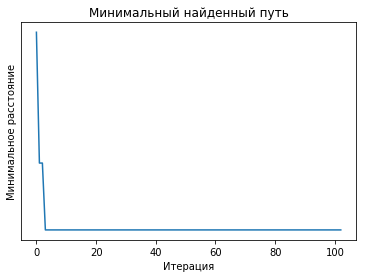 Минимальный найденный путь
Минимальное расстояние
0 20 40 60 80 100
Итерация